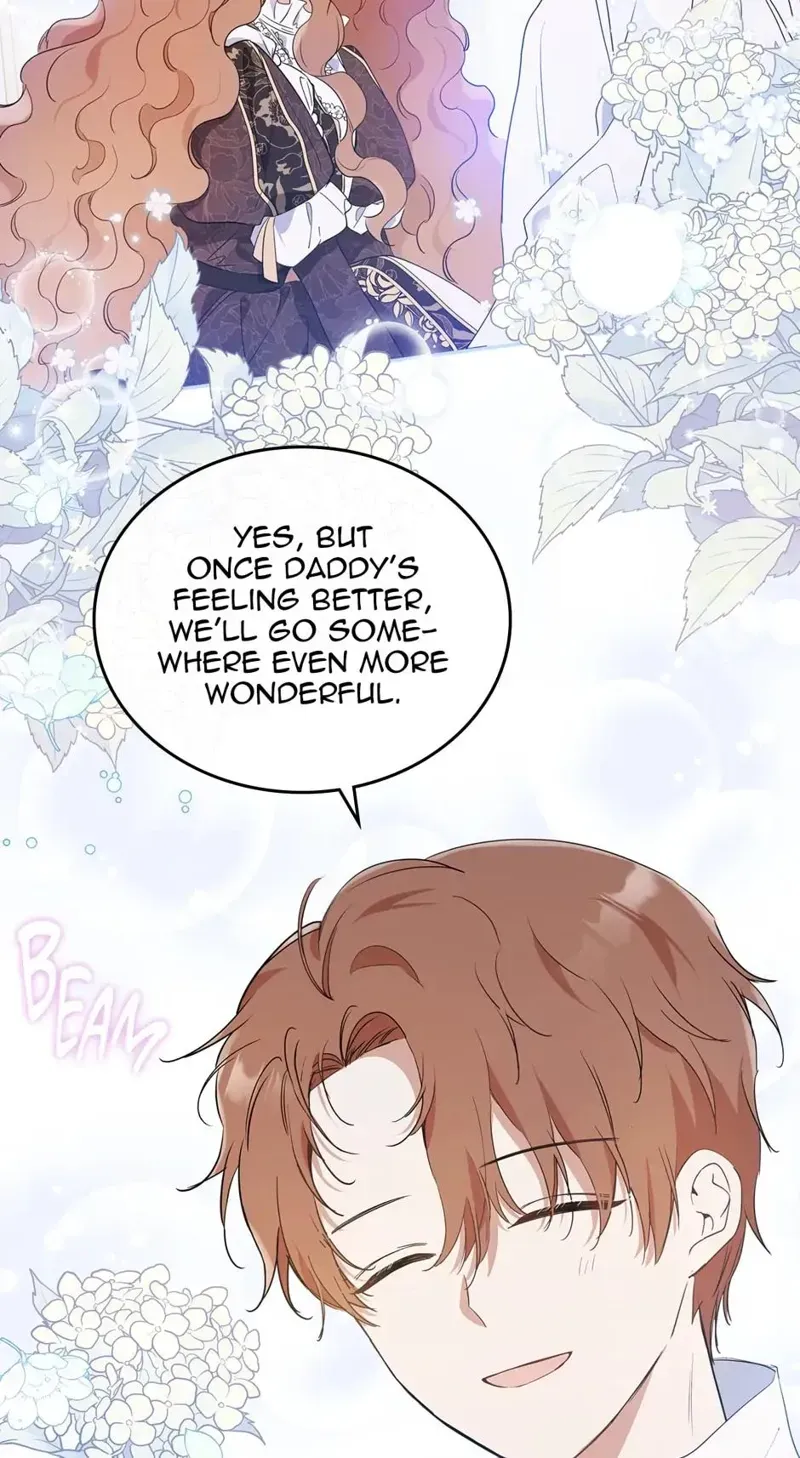 YES, BUT
ONCE DADDY'S
FEELING BETTER,
WE'LL GO SOME-
WHERE EVEN MORE
WONDERFUL.
BEAM